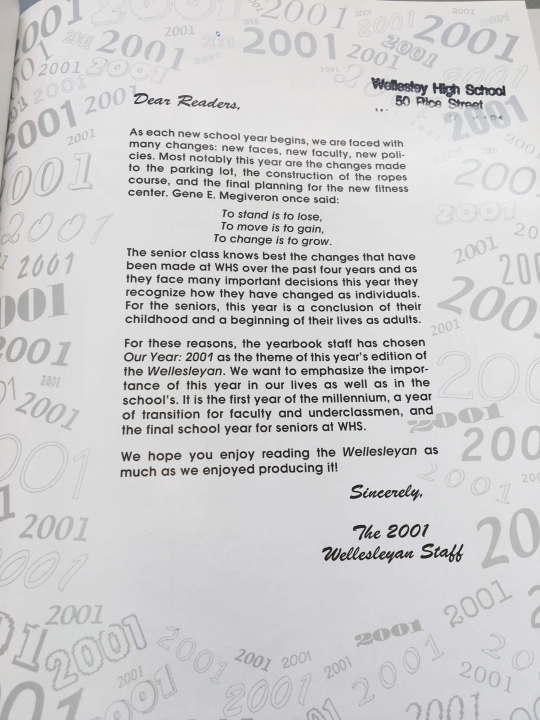 Wellesley High School
50 Rice Street
Dear Readers,
As each new school year begins, we are faced with
many changes: new faces, new faculty, new poli-
cies. Most notably this year are the changes made
to the parking lot, the construction of the ropes
course, and the final planning for the new fitness
center. Gene E. Megiveron once said:
To stand is to lose,
To move is to gain,
To change is to grow.
The senior class knows best the changes that have
been made at WHS over the past four years and as
they face many important decisions this year they
recognize how they have changed as individuals.
For the seniors, this year is a conclusion of their
childhood and a beginning of their lives as adults.
For these reasons, the yearbook staff has chosen
Our Year: 2001 as the theme of this year's edition of
the Wellesleyan. We want to emphasize the impor-
tance of this year in our lives as well as in the
school's. It is the first year of the millennium, a year
of transition for faculty and underclassmen, and
the final school year for seniors at WHS.
We hope you enjoy reading the Wellesleyan as
much as we enjoyed producing it!
Sincerely,
The 2001
Wellesleyan Staff